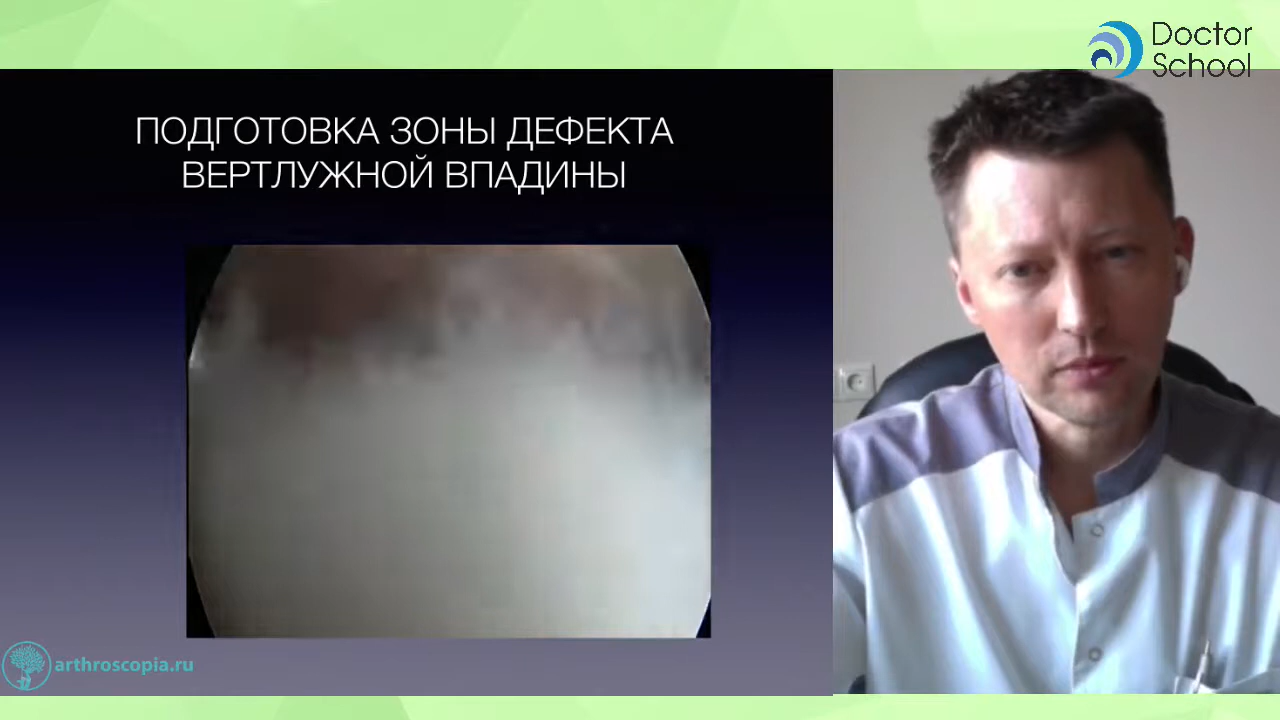 Doctor
School
ПОДГОТОВКА ЗОНЫ ДЕФЕКТА
ВЕРТЛУЖНОЙ ВПАДИНЫ
arthroscopia.ru